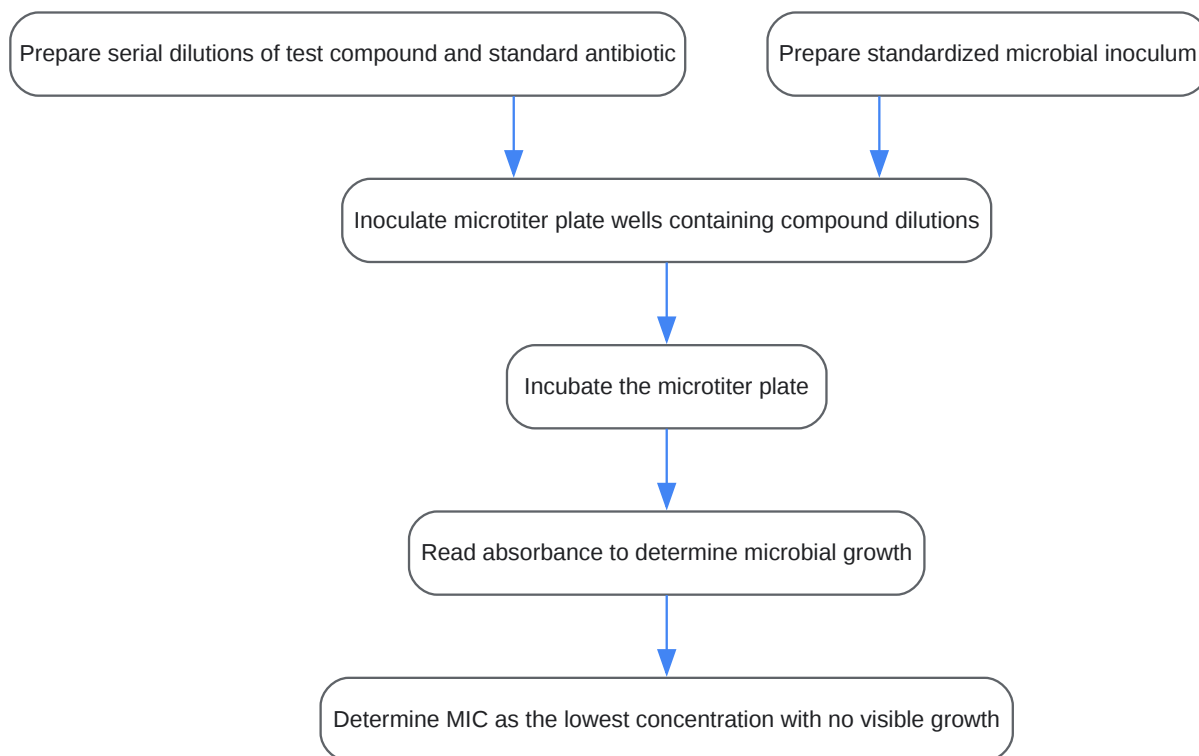 Prepare serial dilutions of test compound and standard antibiotic
Prepare standardized microbial inoculum
Inoculate microtiter plate wells containing compound dilutions
Incubate the microtiter plate
Read absorbance to determine microbial growth
Determine MIC as the lowest concentration with no visible growth